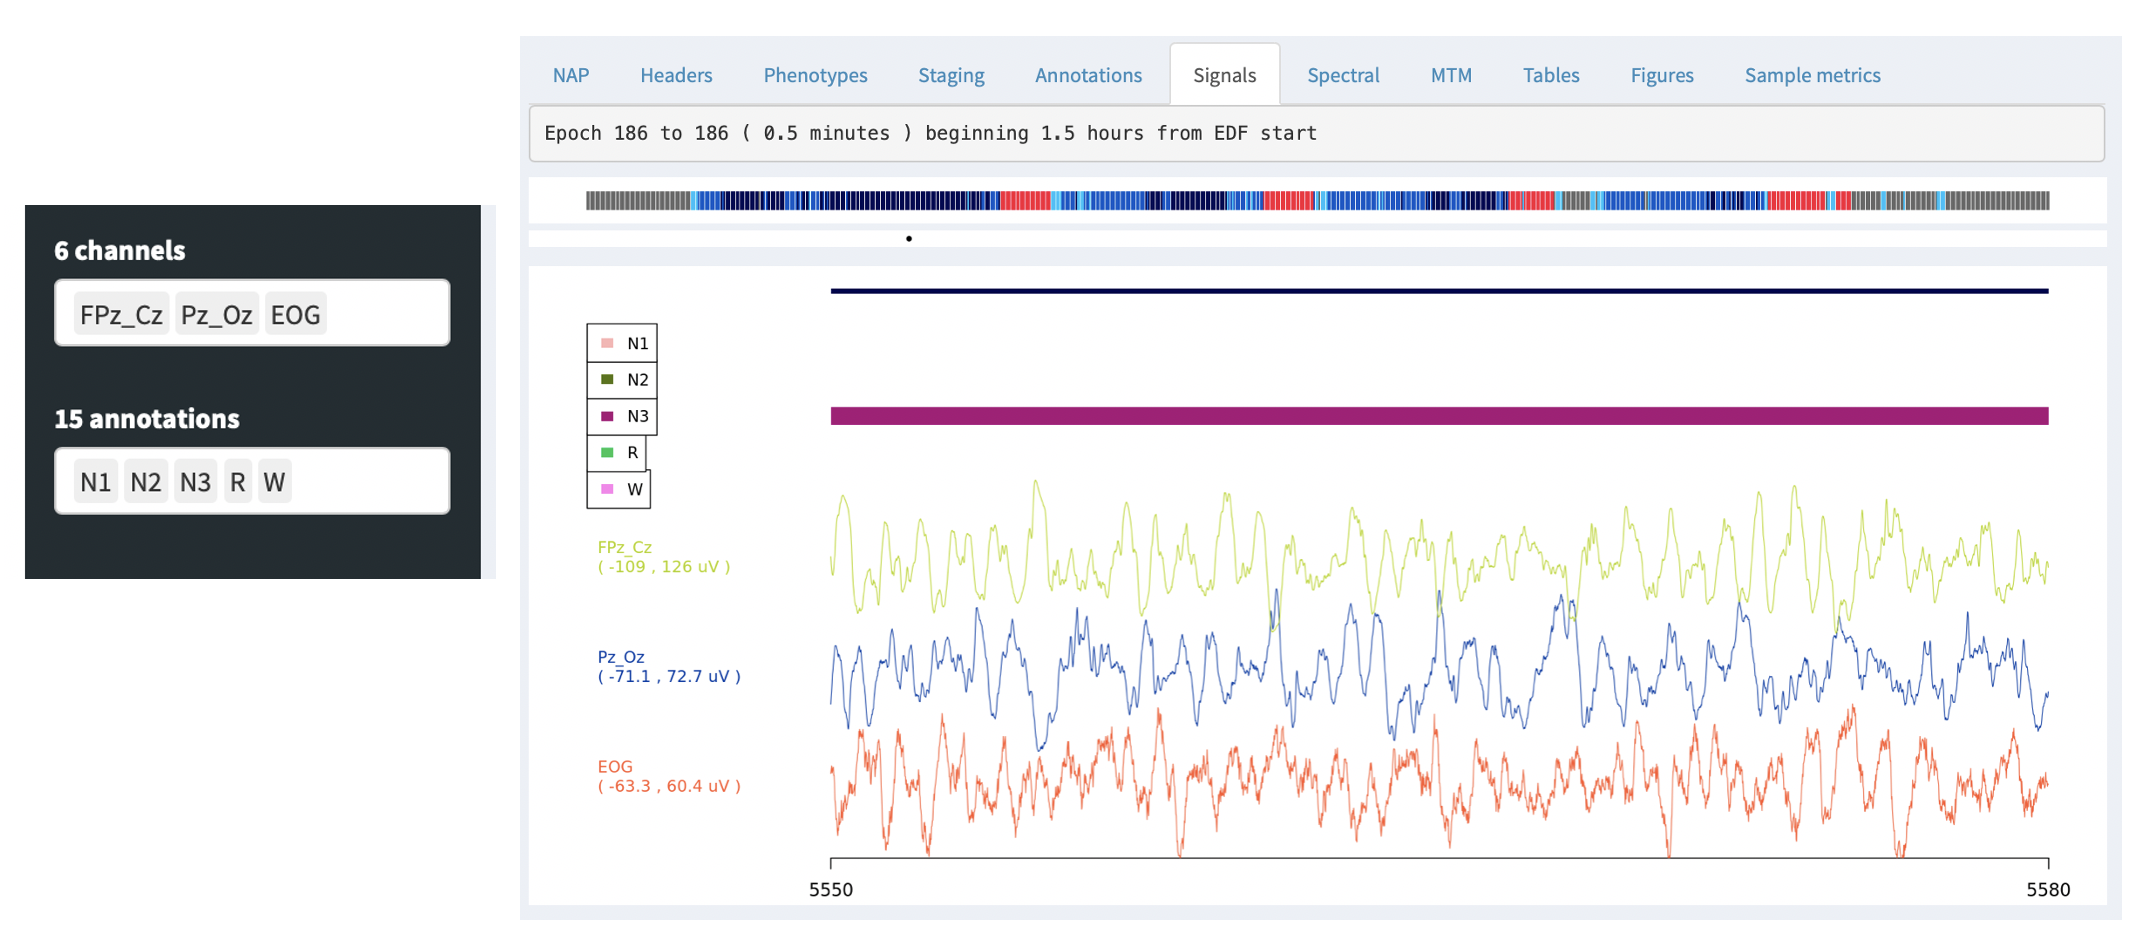 6 channels
FPz_Cz Pz_Oz EOG
15 annotations
N1 N2 N3 R W
NAP Headers Phenotypes Staging Annotations Signals Spectral MTM Tables Figures Sample metrics
Epoch 186 to 186 ( 0.5 minutes ) beginning 1.5 hours from EDF start
N1
N2
N3
R
W
FPz_Cz
( -109 , 126 uV )
Pz_Oz
( -71.1 , 72.7 uV )
EOG
( -63.3 , 60.4 uV )
5550 5580